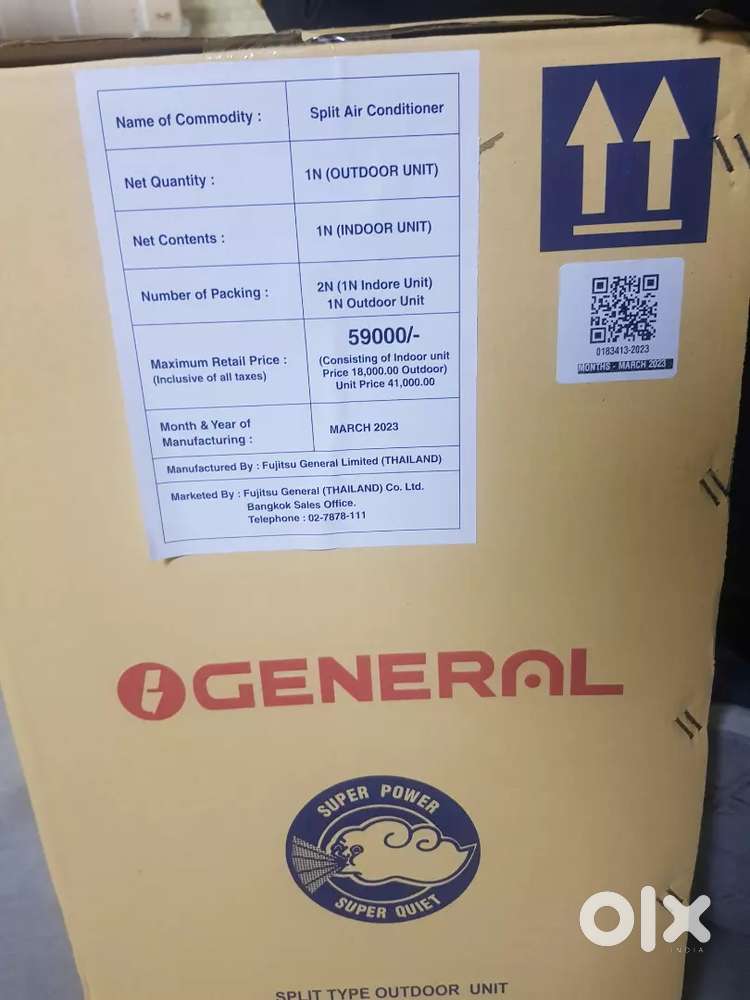 Name of Commodity : Split Air Conditioner
Net Quantity : 1N (OUTDOOR UNIT)
Net Contents : 1N (INDOOR UNIT)
Number of Packing : 2N (1N Indore Unit)
1N Outdoor Unit
Maximum Retail Price :
(Inclusive of all taxes)
59000/-
(Consisting of Indoor unit
Price 18,000.00 Outdoor)
Unit Price 41,000.00
Month & Year of
Manufacturing :
MARCH 2023
Manufactured By : Fujitsu General Limited (THAILAND)
Marketed By : Fujitsu General (THAILAND) Co. Ltd.
Bangkok Sales Office.
Telephone : 02-7878-111
0183413-2023
MONTHS - MARCH 2023
GENERAL
SUPER POWER
SUPER QUIET
SPLIT TYPE OUTDOOR UNIT
olx
INDIA